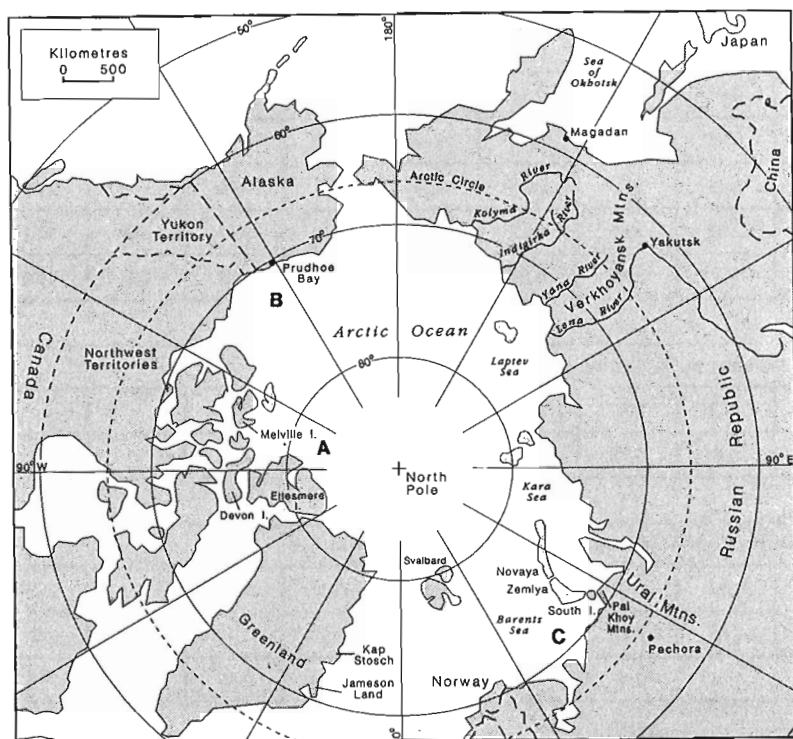 Kilometres
0 500
50°
180°
Japan
Sea
of
Okhotsk
60°
Magadan
China
Alaska
Arctic Circle
River
Kolyma
River
Indigirka
Verkhoyansk Mtns.
Yakutsk
Yukon
Territory
70°
Prudhoe
Bay
B
Yana River
Lena River
Arctic Ocean
Laptev
Sea
80°
Canada
Northwest
Territories
Melville I.
A
90°W
North
Pole
90°E
Kara
Sea
Russian Republic
Devon I.
Ellesmere
I.
Svalbard
Novaya
Zemlya
South I.
Ural Mtns.
Pai
Khoy
Mtns.
Barents
Sea
C
Pechora
Greenland
Kap
Stosch
Jameson
Land
Norway
0°